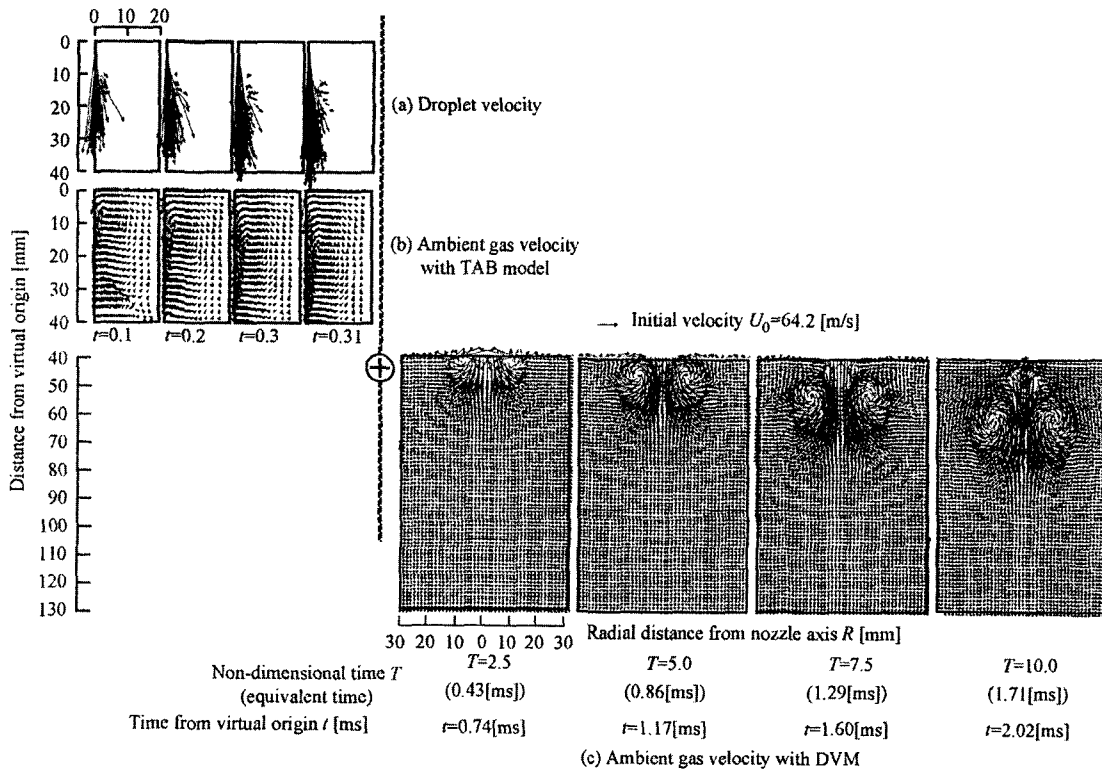 0 10 20
0
10
20
30
40
(a) Droplet velocity
0
10
20
30
40
(b) Ambient gas velocity
with TAB model
t=0.1 t=0.2 t=0.3 t=0.31
Distance from virtual origin [mm]
→ Initial velocity U₀=64.2 [m/s]
40
50
60
70
80
90
100
110
120
130
30 20 10 0 10 20 30
Radial distance from nozzle axis R [mm]
Non-dimensional time T
T=2.5 T=5.0 T=7.5 T=10.0
(equivalent time) (0.43[ms]) (0.86[ms]) (1.29[ms]) (1.71[ms])
Time from virtual origin t [ms] t=0.74[ms] t=1.17[ms] t=1.60[ms] t=2.02[ms]
(c) Ambient gas velocity with DVM